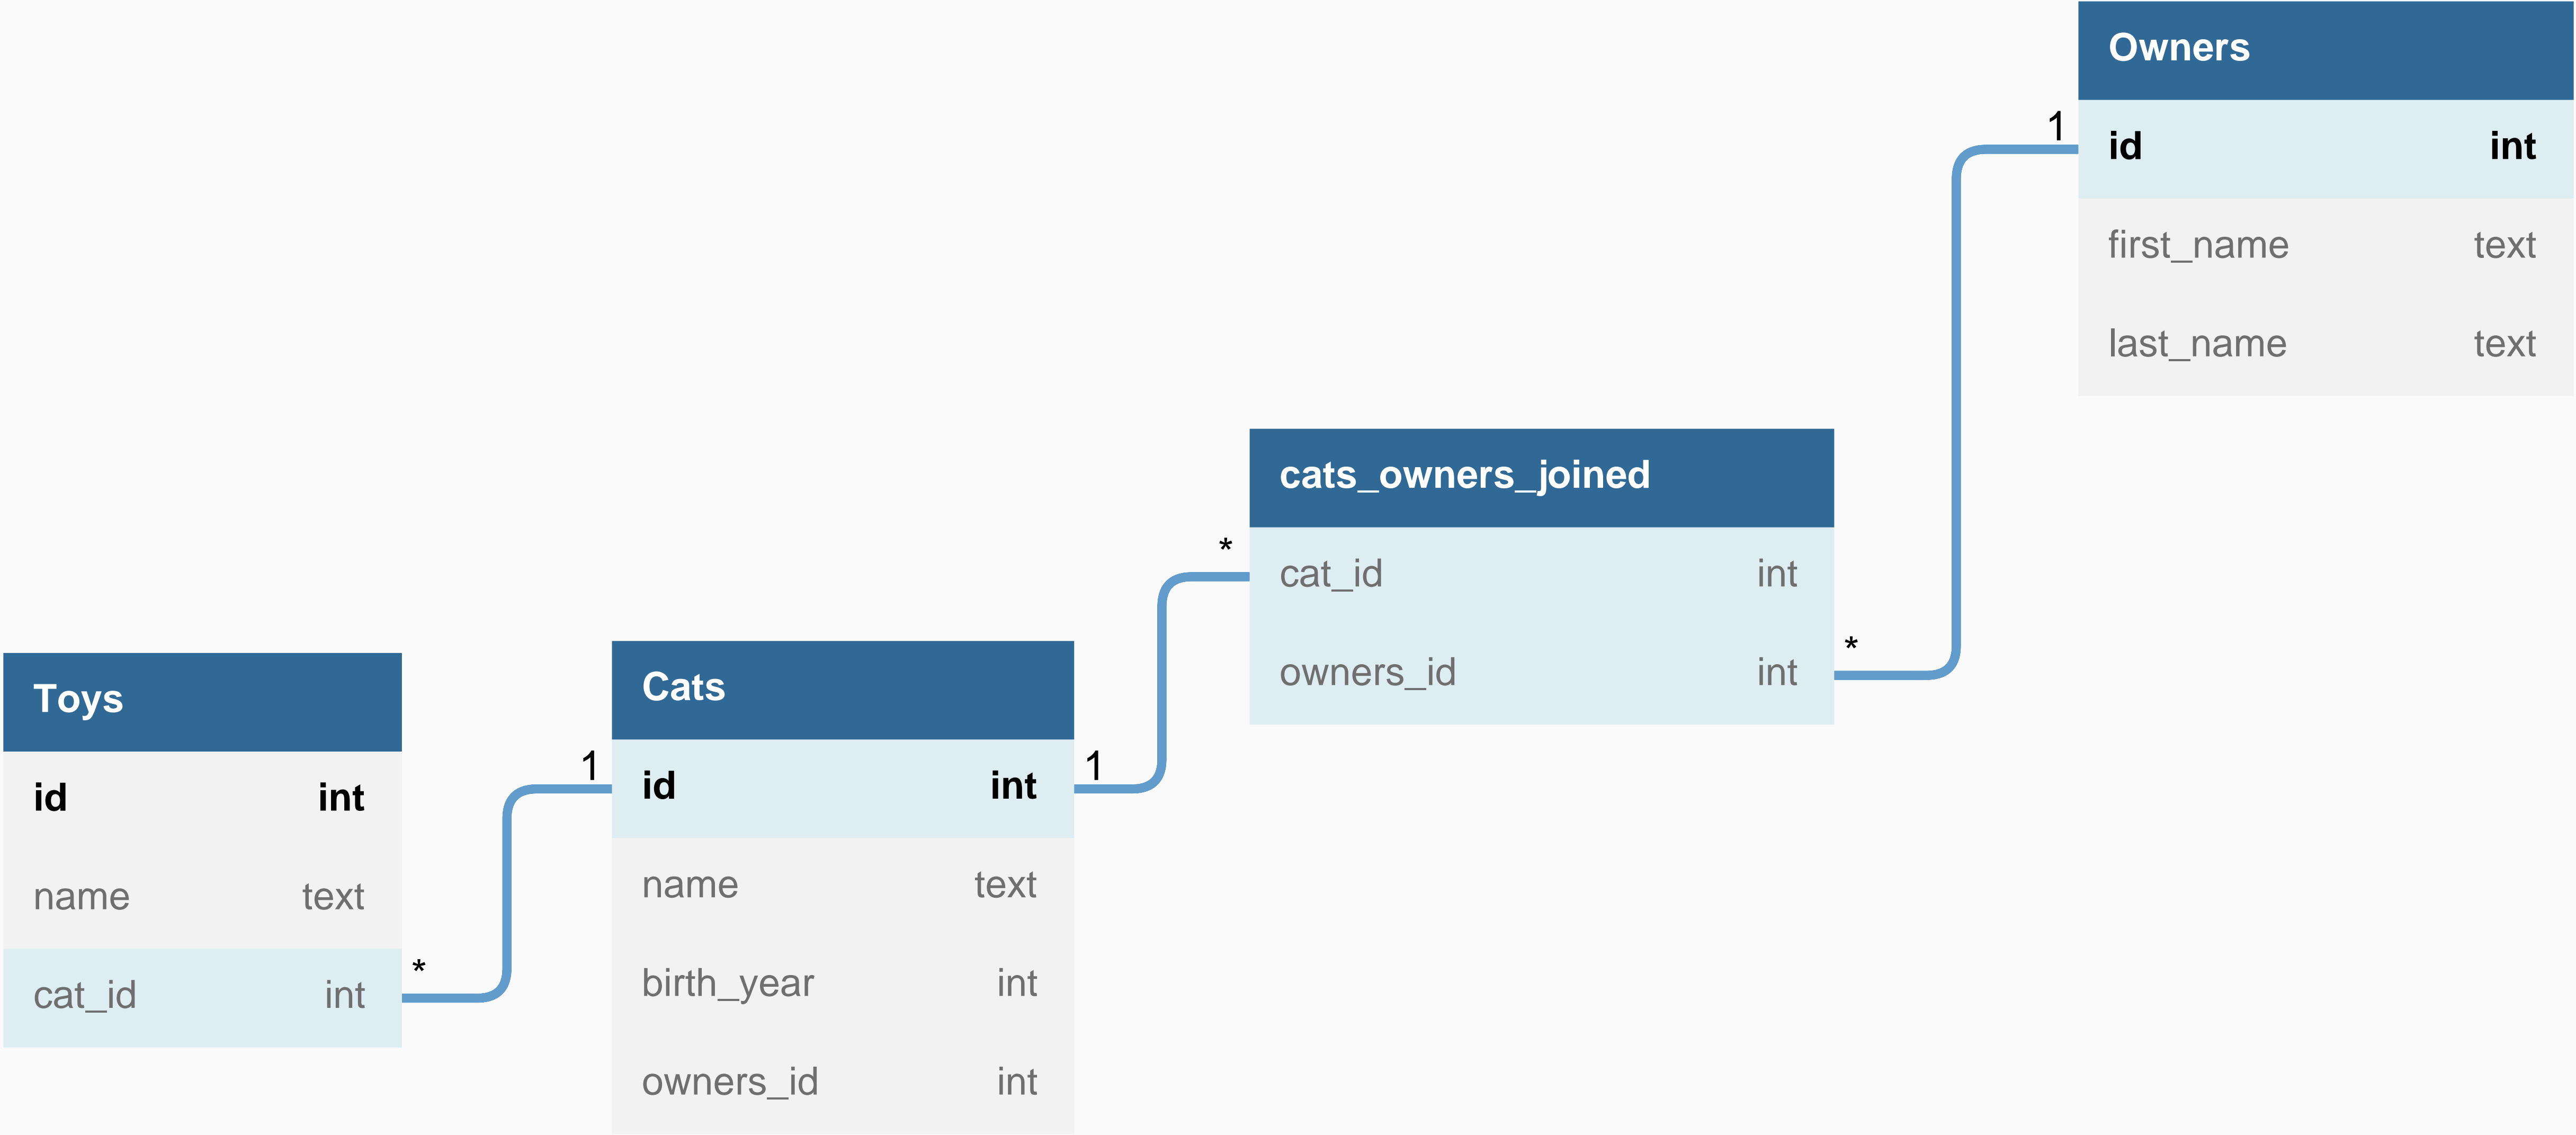 Owners
1
id int
first_name text
last_name text
cats_owners_joined
*
cat_id int
owners_id int
*
Toys
id int
name text
cat_id int
*
Cats
1
id int
1
name text
birth_year int
owners_id int